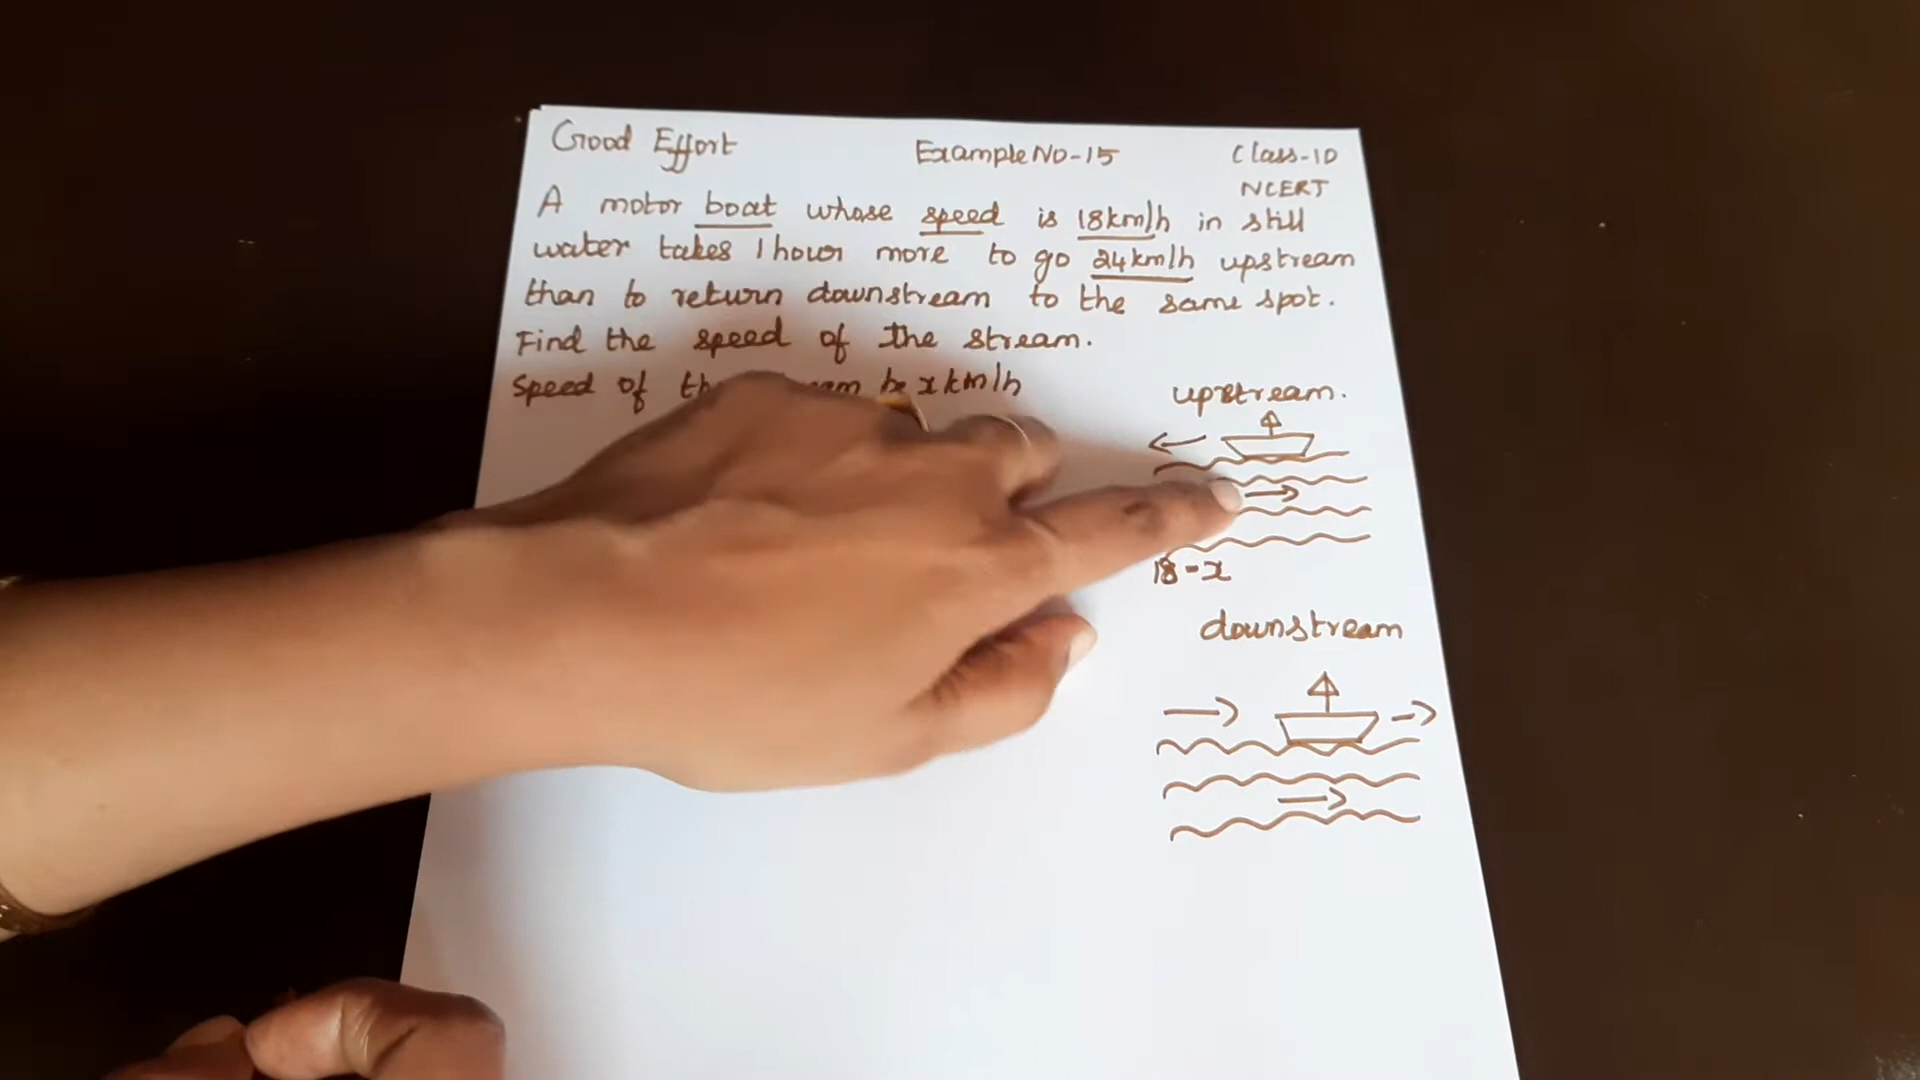 Good Effort Example No-15 Class-10
NCERT
A motor boat whose speed is 18km/h in still
water takes 1hour more to go 24km/h upstream
than to return downstream to the same spot.
Find the speed of the stream.
Speed of be x km/h
upstream.
18-x
downstream